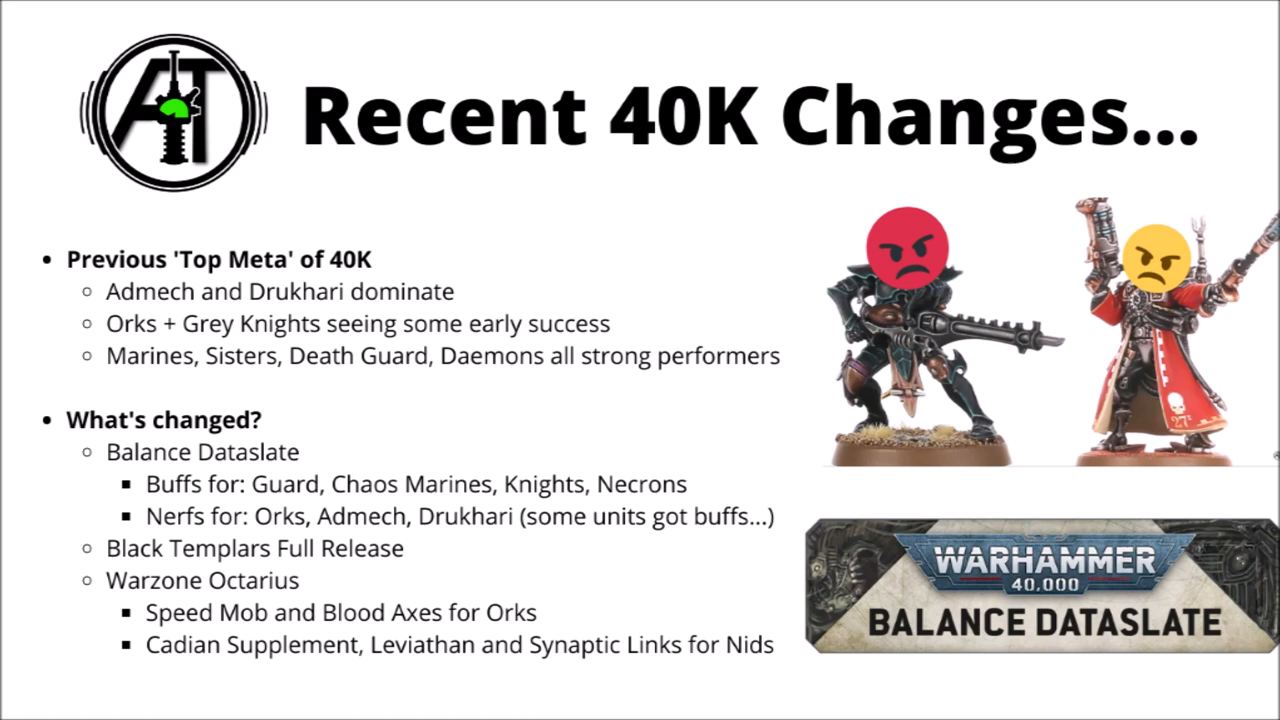 AT
Recent 40K Changes...
Previous 'Top Meta' of 40K
Admech and Drukhari dominate
Orks + Grey Knights seeing some early success
Marines, Sisters, Death Guard, Daemons all strong performers
What's changed?
Balance Dataslate
Buffs for: Guard, Chaos Marines, Knights, Necrons
Nerfs for: Orks, Admech, Drukhari (some units got buffs...)
Black Templars Full Release
Warzone Octarius
Speed Mob and Blood Axes for Orks
Cadian Supplement, Leviathan and Synaptic Links for Nids
27
WARHAMMER
40,000
BALANCE DATASLATE